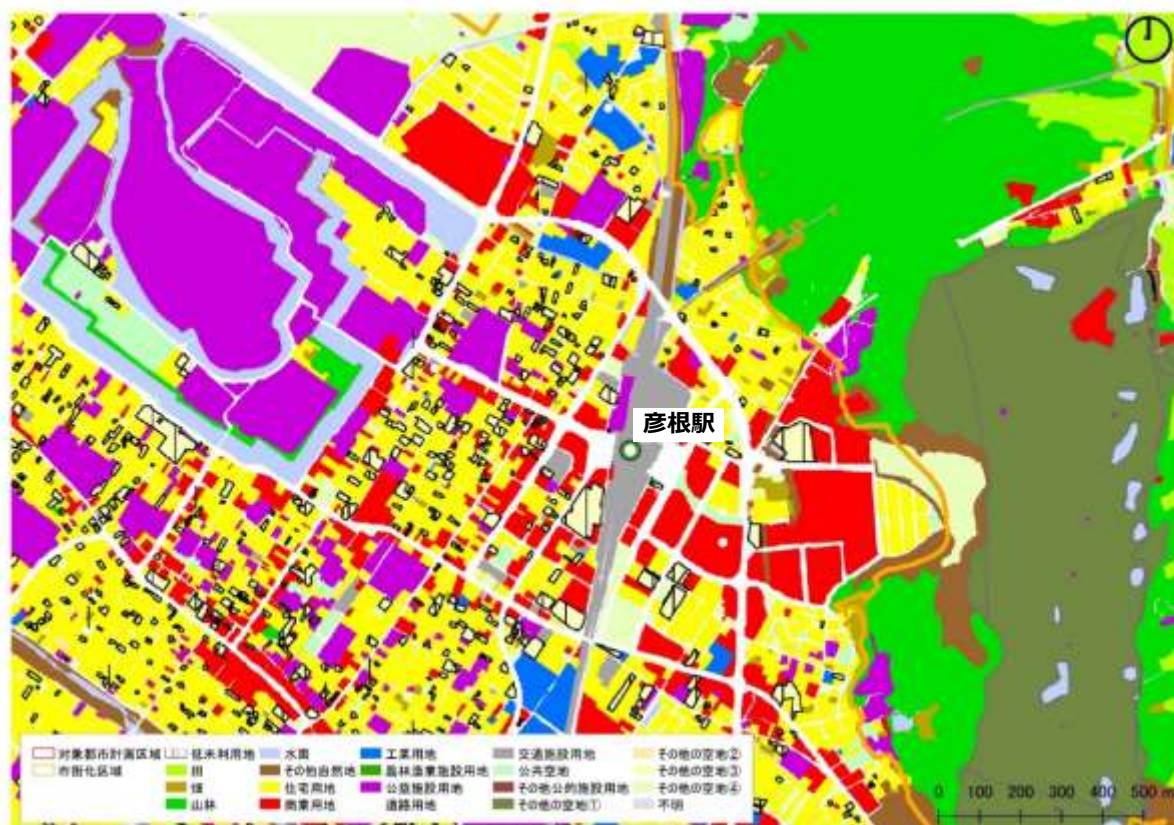 彦根駅
対象都市計画区域 低未利用地 水面 工業用地 交通施設用地 その他の空地②
市街化区域 田 その他自然地 農林漁業施設用地 公共空地 その他の空地③
畑 住宅用地 公益施設用地 その他公的施設用地 その他の空地④
山林 商業用地 道路用地 その他の空地① 不明
0 100 200 300 400 500 m